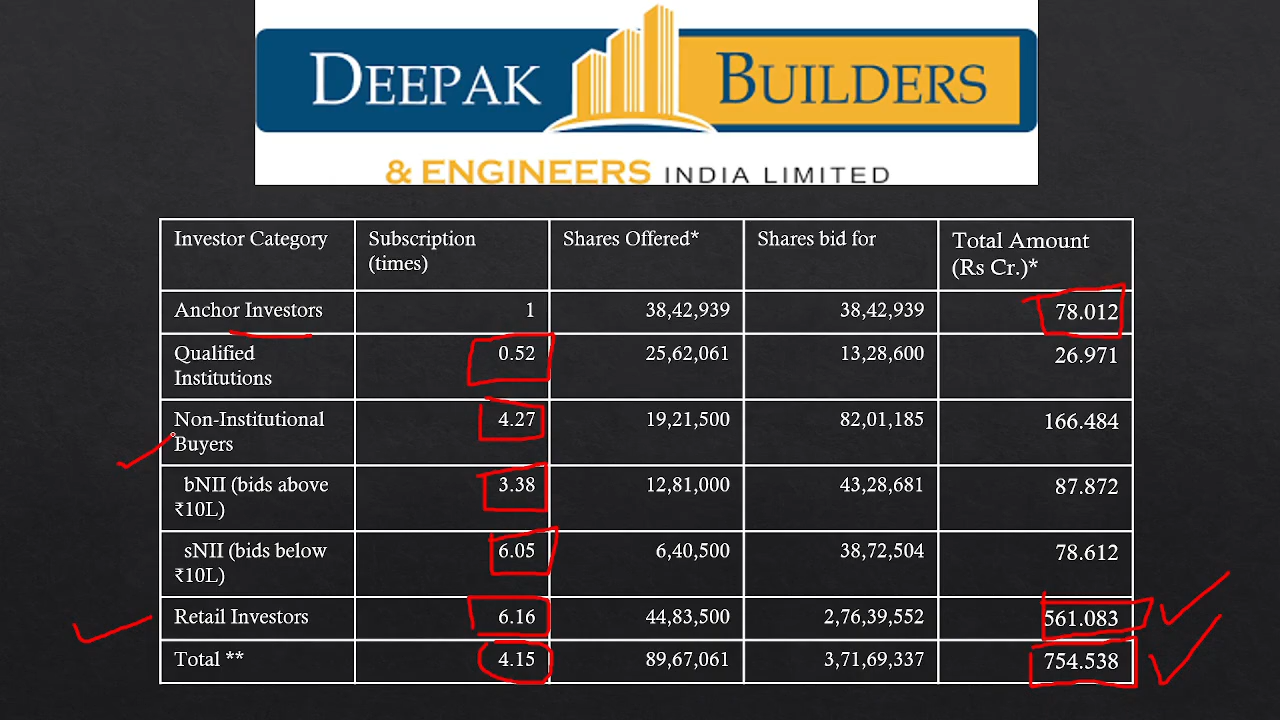 DEEPAK BUILDERS
& ENGINEERS INDIA LIMITED
Investor Category Subscription (times) Shares Offered* Shares bid for Total Amount (Rs Cr.)*
Anchor Investors 1 38,42,939 38,42,939 78.012
Qualified Institutions 0.52 25,62,061 13,28,600 26.971
Non-Institutional Buyers 4.27 19,21,500 82,01,185 166.484
bNII (bids above ₹10L) 3.38 12,81,000 43,28,681 87.872
sNII (bids below ₹10L) 6.05 6,40,500 38,72,504 78.612
Retail Investors 6.16 44,83,500 2,76,39,552 561.083
Total ** 4.15 89,67,061 3,71,69,337 754.538